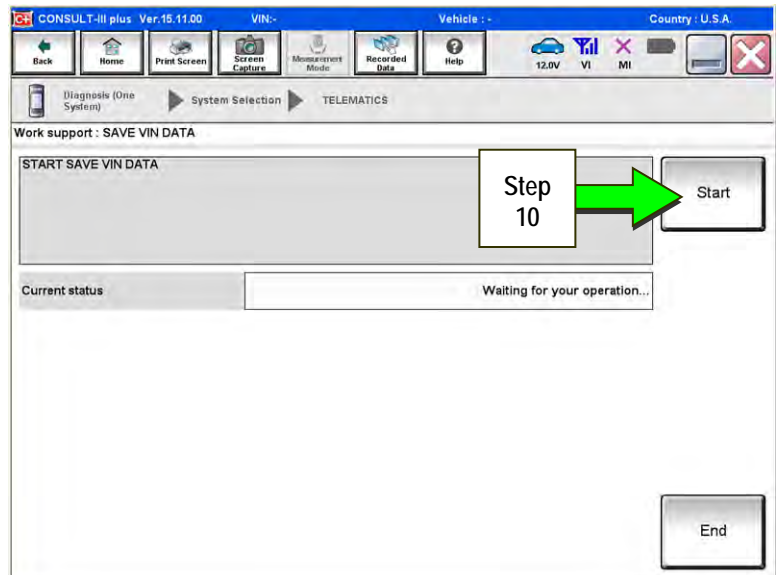 C+ CONSULT-III plus Ver.15.11.00 VIN:- Vehicle : - Country : U.S.A.
Back Home Print Screen Screen Capture Measurement Mode Recorded Data Help 12.0V VI MI
Diagnosis (One System) System Selection TELEMATICS
Work support : SAVE VIN DATA
START SAVE VIN DATA
Step
10
Start
Current status Waiting for your operation...
End